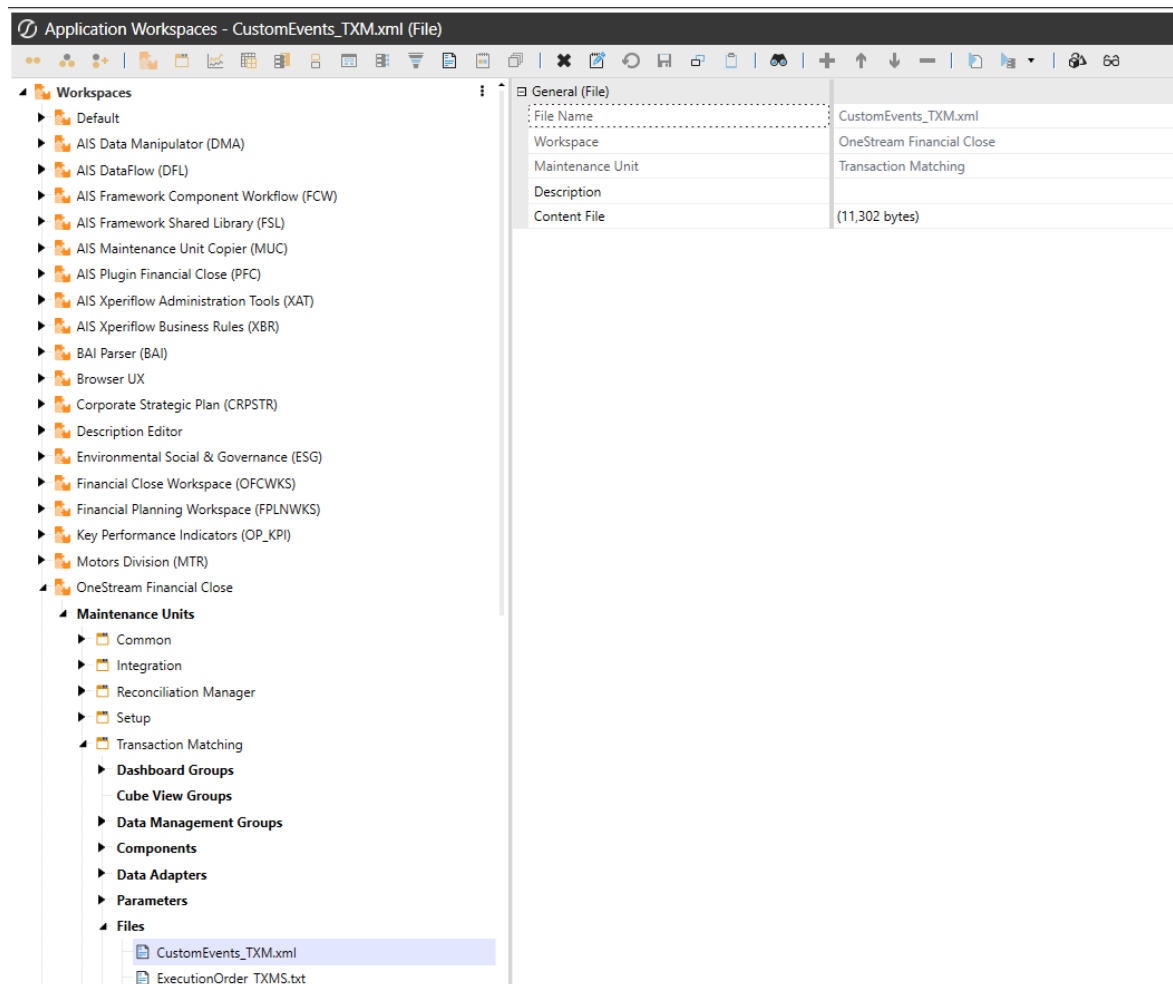 Application Workspaces - CustomEvents_TXM.xml (File)
Workspaces
Default
AIS Data Manipulator (DMA)
AIS DataFlow (DFL)
AIS Framework Component Workflow (FCW)
AIS Framework Shared Library (FSL)
AIS Maintenance Unit Copier (MUC)
AIS Plugin Financial Close (PFC)
AIS Xperiflow Administration Tools (XAT)
AIS Xperiflow Business Rules (XBR)
BAI Parser (BAI)
Browser UX
Corporate Strategic Plan (CRPSTR)
Description Editor
Environmental Social & Governance (ESG)
Financial Close Workspace (OFCWKS)
Financial Planning Workspace (FPLNWKS)
Key Performance Indicators (OP_KPI)
Motors Division (MTR)
OneStream Financial Close
Maintenance Units
Common
Integration
Reconciliation Manager
Setup
Transaction Matching
Dashboard Groups
Cube View Groups
Data Management Groups
Components
Data Adapters
Parameters
Files
CustomEvents_TXM.xml
ExecutionOrder_TXMS.txt
General (File)
File Name CustomEvents_TXM.xml
Workspace OneStream Financial Close
Maintenance Unit Transaction Matching
Description
Content File (11,302 bytes)